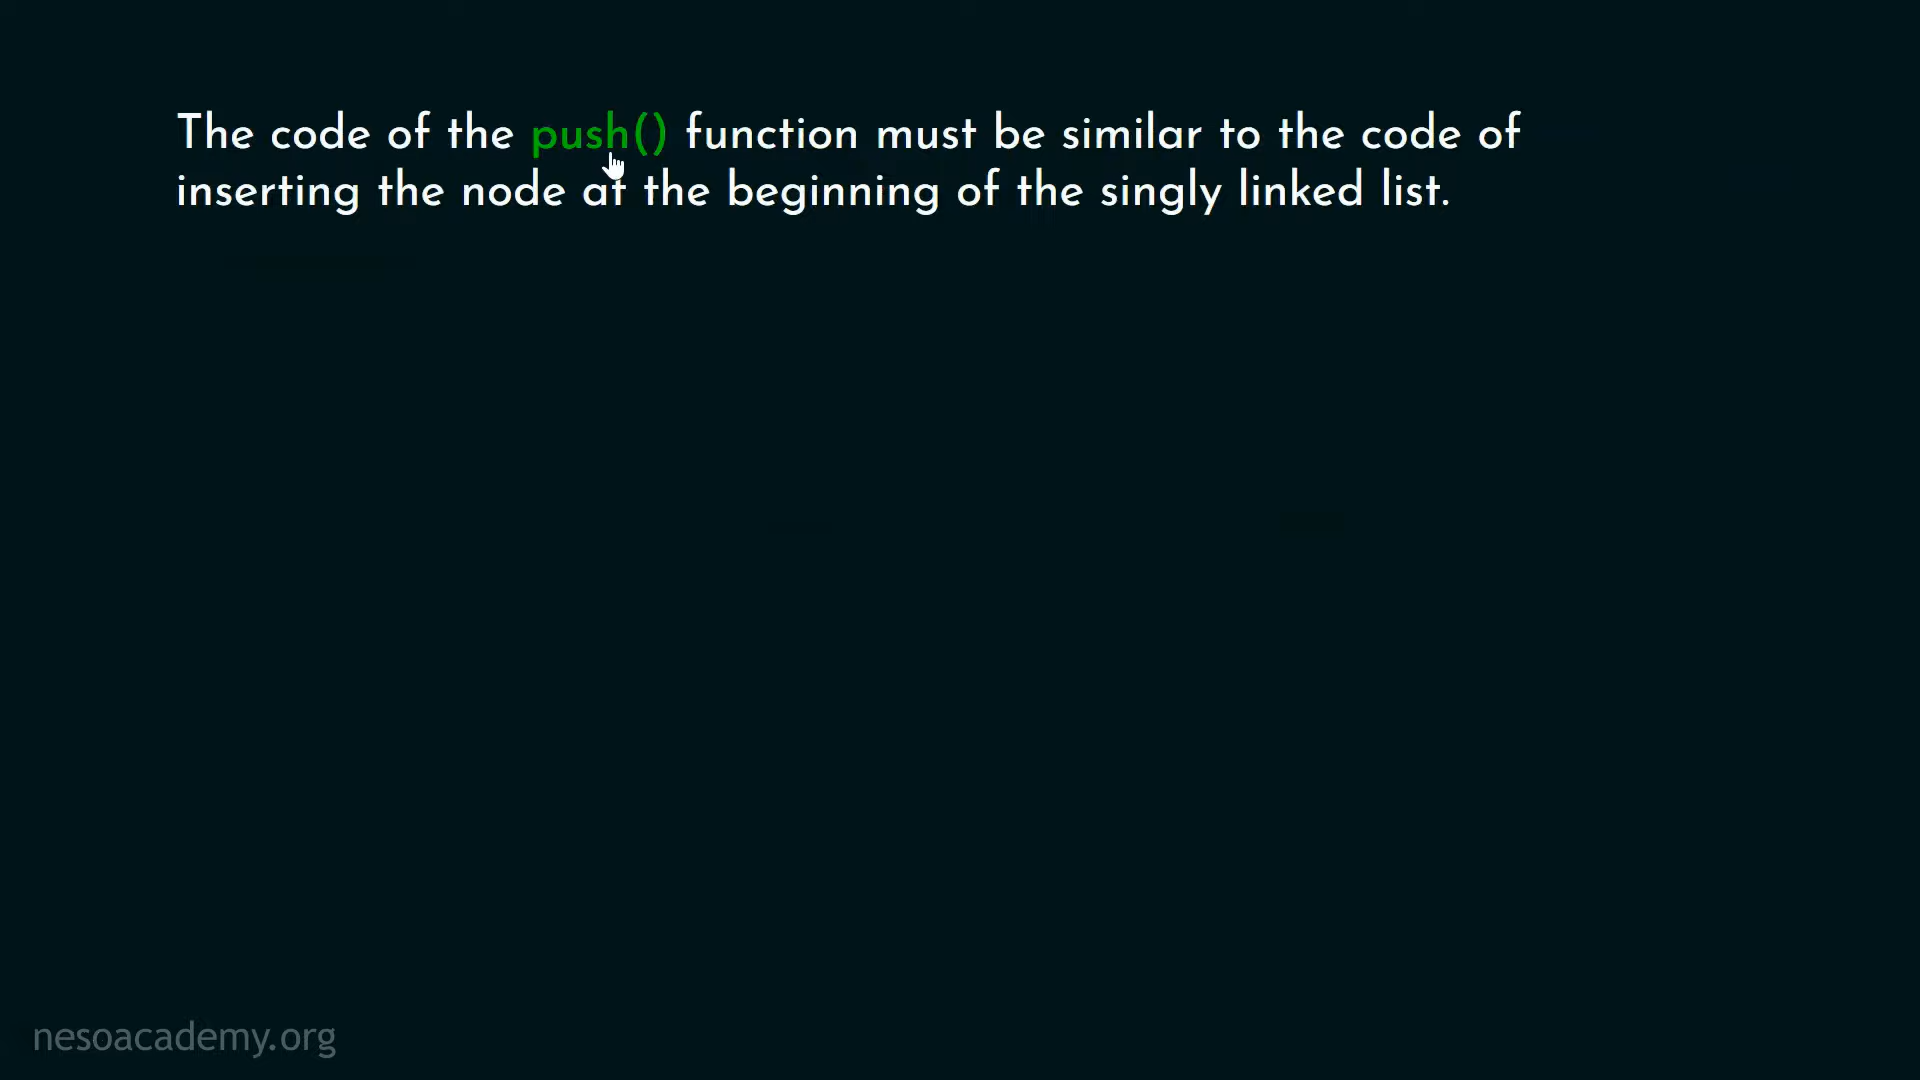 The code of the push() function must be similar to the code of
inserting the node at the beginning of the singly linked list.
nesoacademy.org